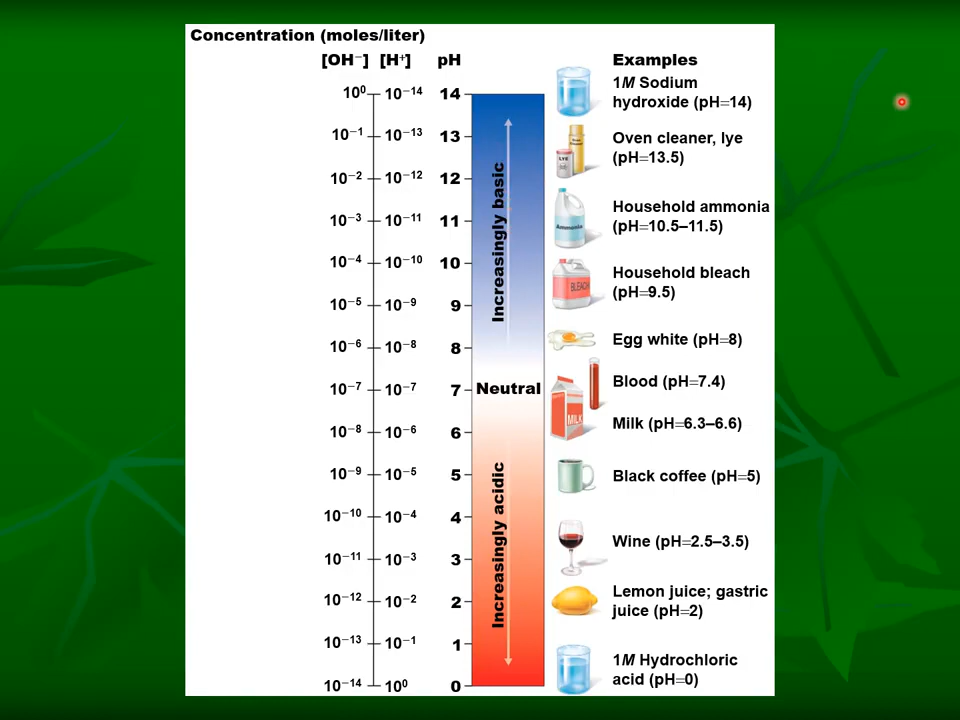 Concentration (moles/liter)
[OH⁻] [H⁺] pH Examples
10⁰ 10⁻¹⁴ 14
1M Sodium
hydroxide (pH=14)
10⁻¹ 10⁻¹³ 13
Oven cleaner, lye
(pH=13.5)
LYE
10⁻² 10⁻¹² 12
10⁻³ 10⁻¹¹ 11
Household ammonia
(pH=10.5–11.5)
Ammonia
10⁻⁴ 10⁻¹⁰ 10
Household bleach
(pH=9.5)
BLEACH
10⁻⁵ 10⁻⁹ 9
Increasingly basic
10⁻⁶ 10⁻⁸ 8
Egg white (pH=8)
10⁻⁷ 10⁻⁷ 7 Neutral
Blood (pH=7.4)
MILK
Milk (pH=6.3–6.6)
10⁻⁸ 10⁻⁶ 6
10⁻⁹ 10⁻⁵ 5
Black coffee (pH=5)
10⁻¹⁰ 10⁻⁴ 4
Increasingly acidic
Wine (pH=2.5–3.5)
10⁻¹¹ 10⁻³ 3
10⁻¹² 10⁻² 2
Lemon juice; gastric
juice (pH=2)
10⁻¹³ 10⁻¹ 1
1M Hydrochloric
acid (pH=0)
10⁻¹⁴ 10⁰ 0